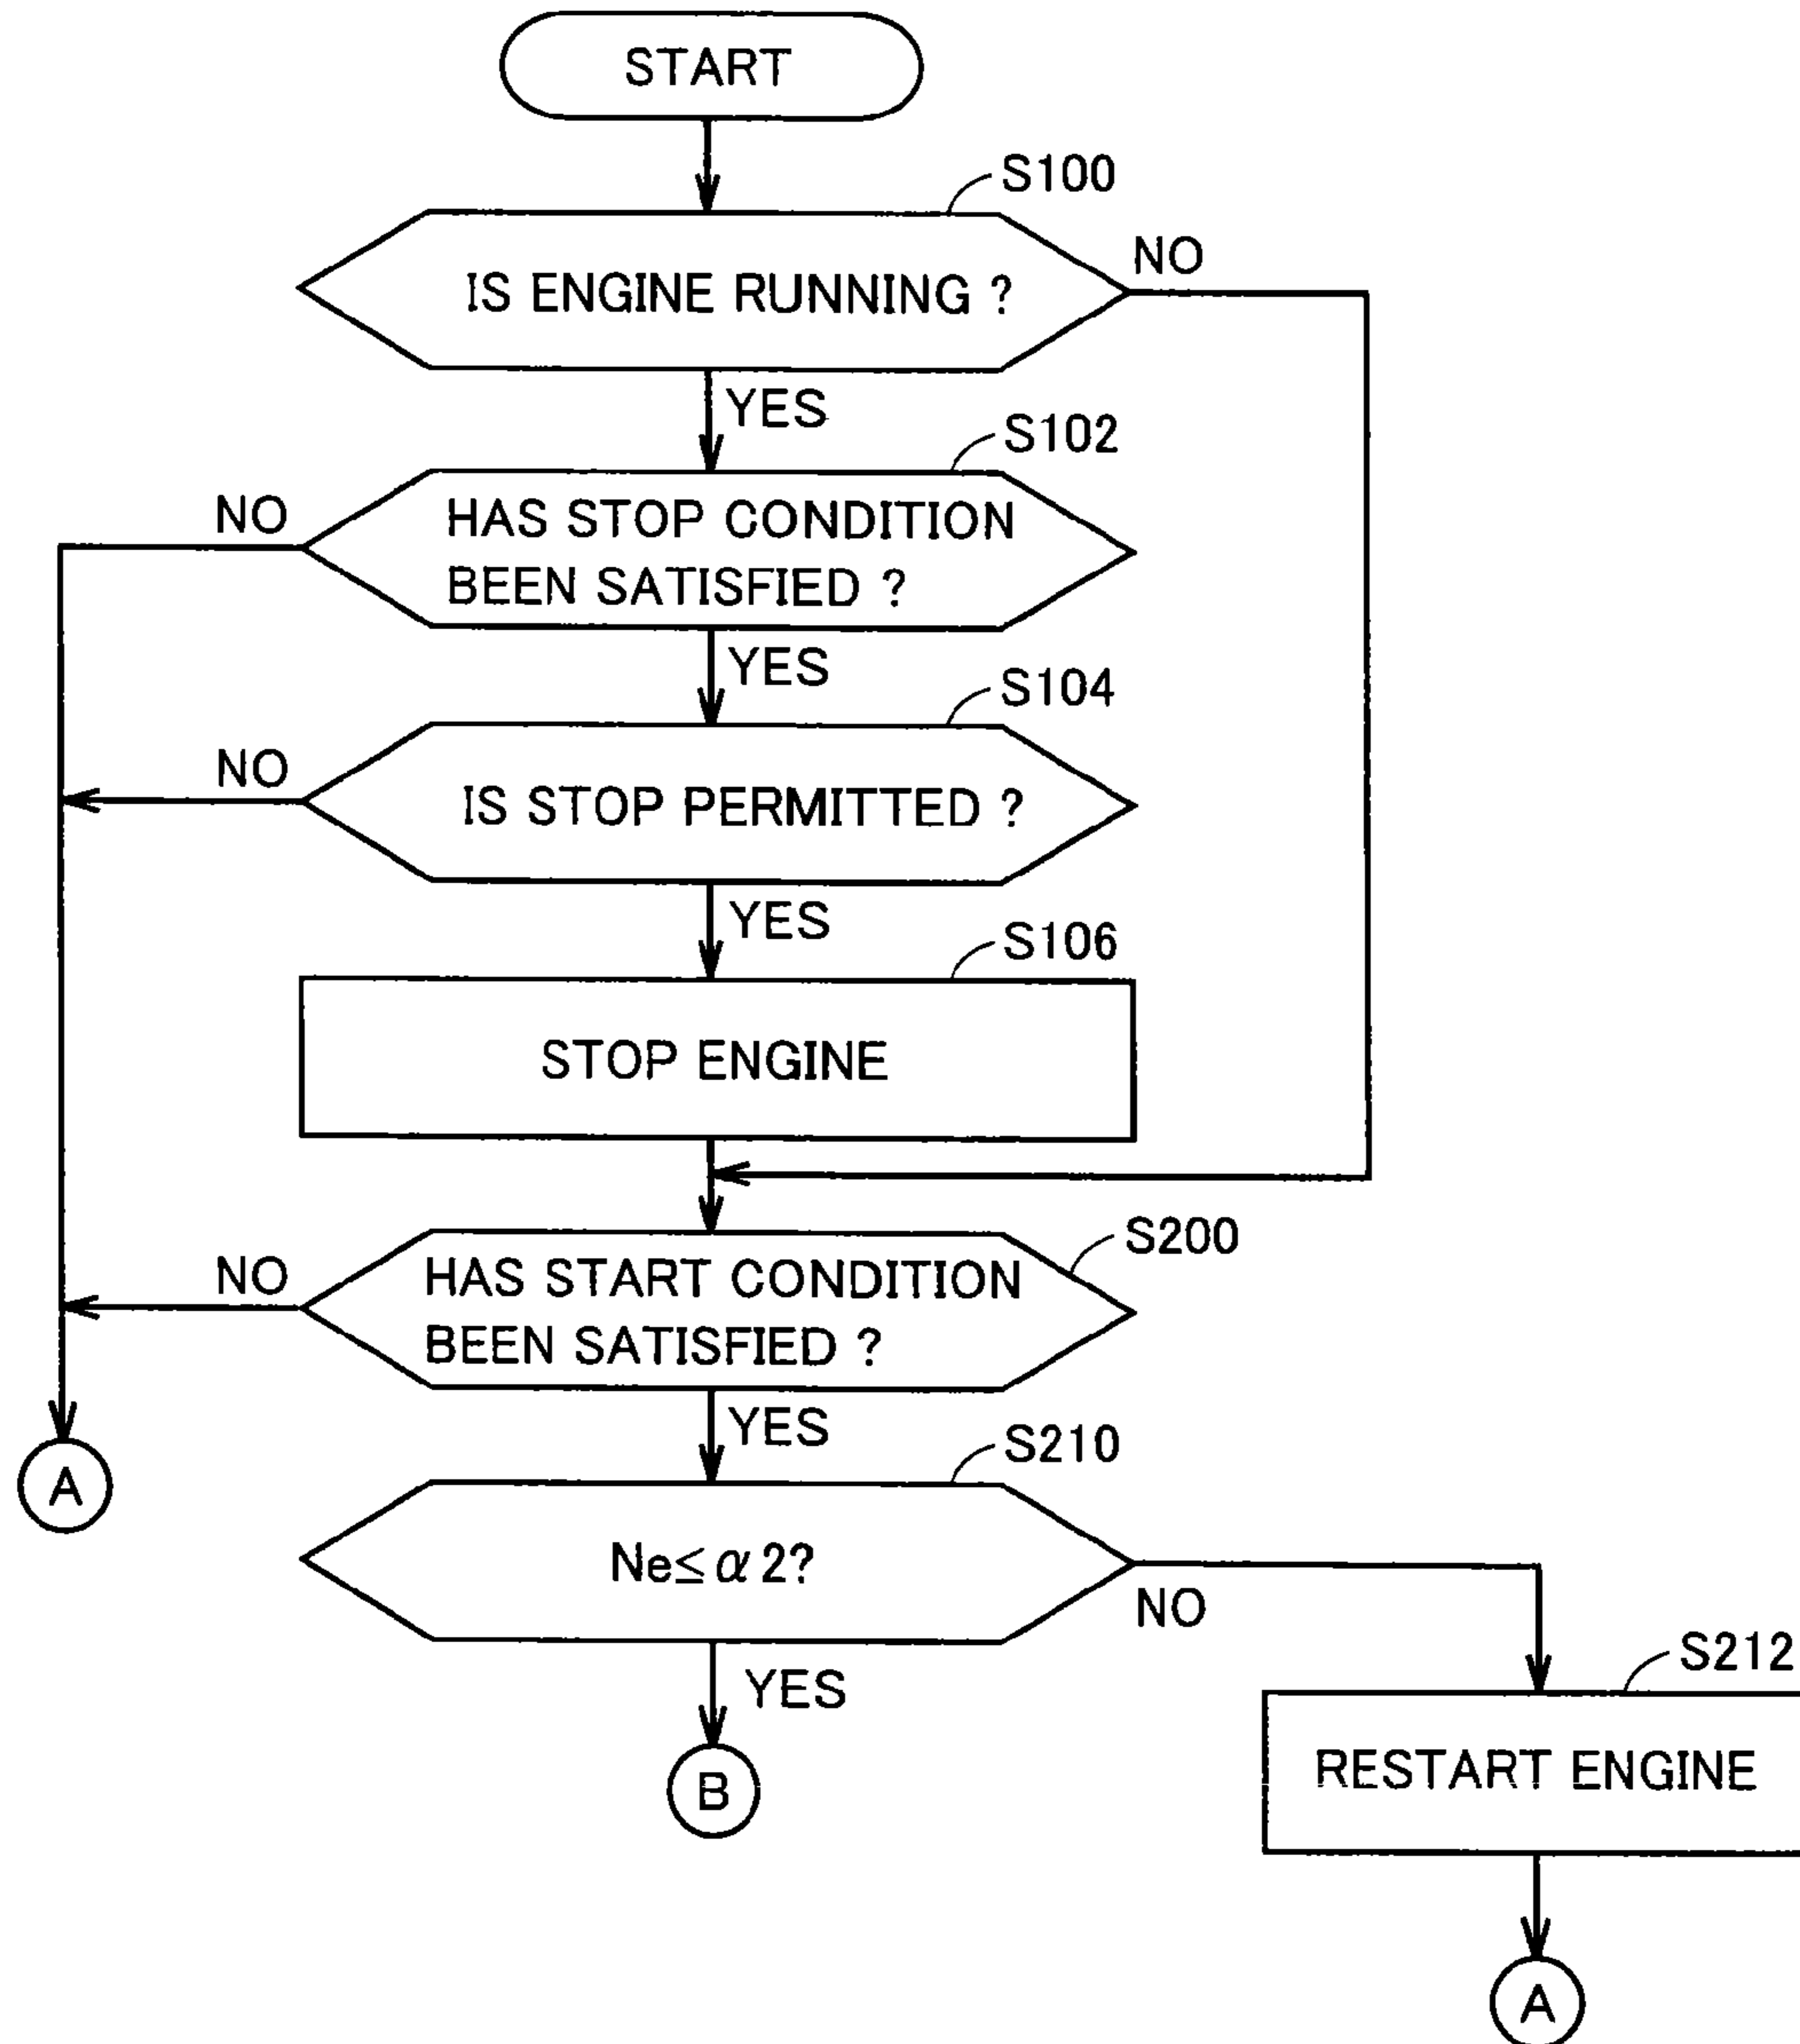 START
S100
IS ENGINE RUNNING ?
NO
YES
S102
NO
HAS STOP CONDITION
BEEN SATISFIED ?
YES
S104
NO
IS STOP PERMITTED ?
YES
S106
STOP ENGINE
S200
NO
HAS START CONDITION
BEEN SATISFIED ?
YES
S210
A
Ne≤α2?
NO
YES
S212
B
RESTART ENGINE
A